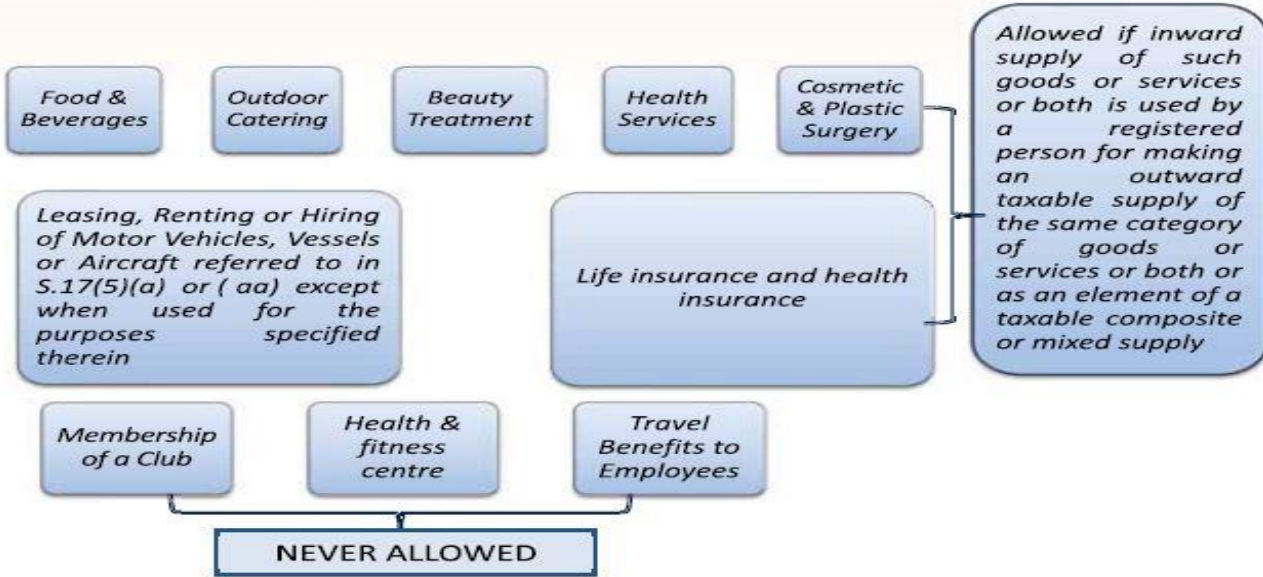 Food &
Beverages
Outdoor
Catering
Beauty
Treatment
Health
Services
Cosmetic
& Plastic
Surgery
Allowed if inward
supply of such
goods or services
or both is used by
a registered
person for making
an outward
taxable supply of
the same category
of goods or
services or both or
as an element of a
taxable composite
or mixed supply
Leasing, Renting or Hiring
of Motor Vehicles, Vessels
or Aircraft referred to in
S.17(5)(a) or ( aa) except
when used for the
purposes specified
therein
Life insurance and health
insurance
Membership
of a Club
Health &
fitness
centre
Travel
Benefits to
Employees
NEVER ALLOWED